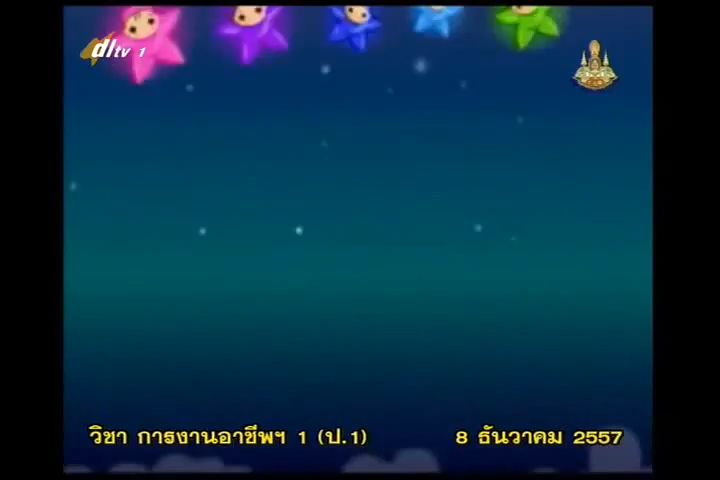 dltv 1
วิชา การงานอาชีพฯ 1 (ป.1)
8 ธันวาคม 2557